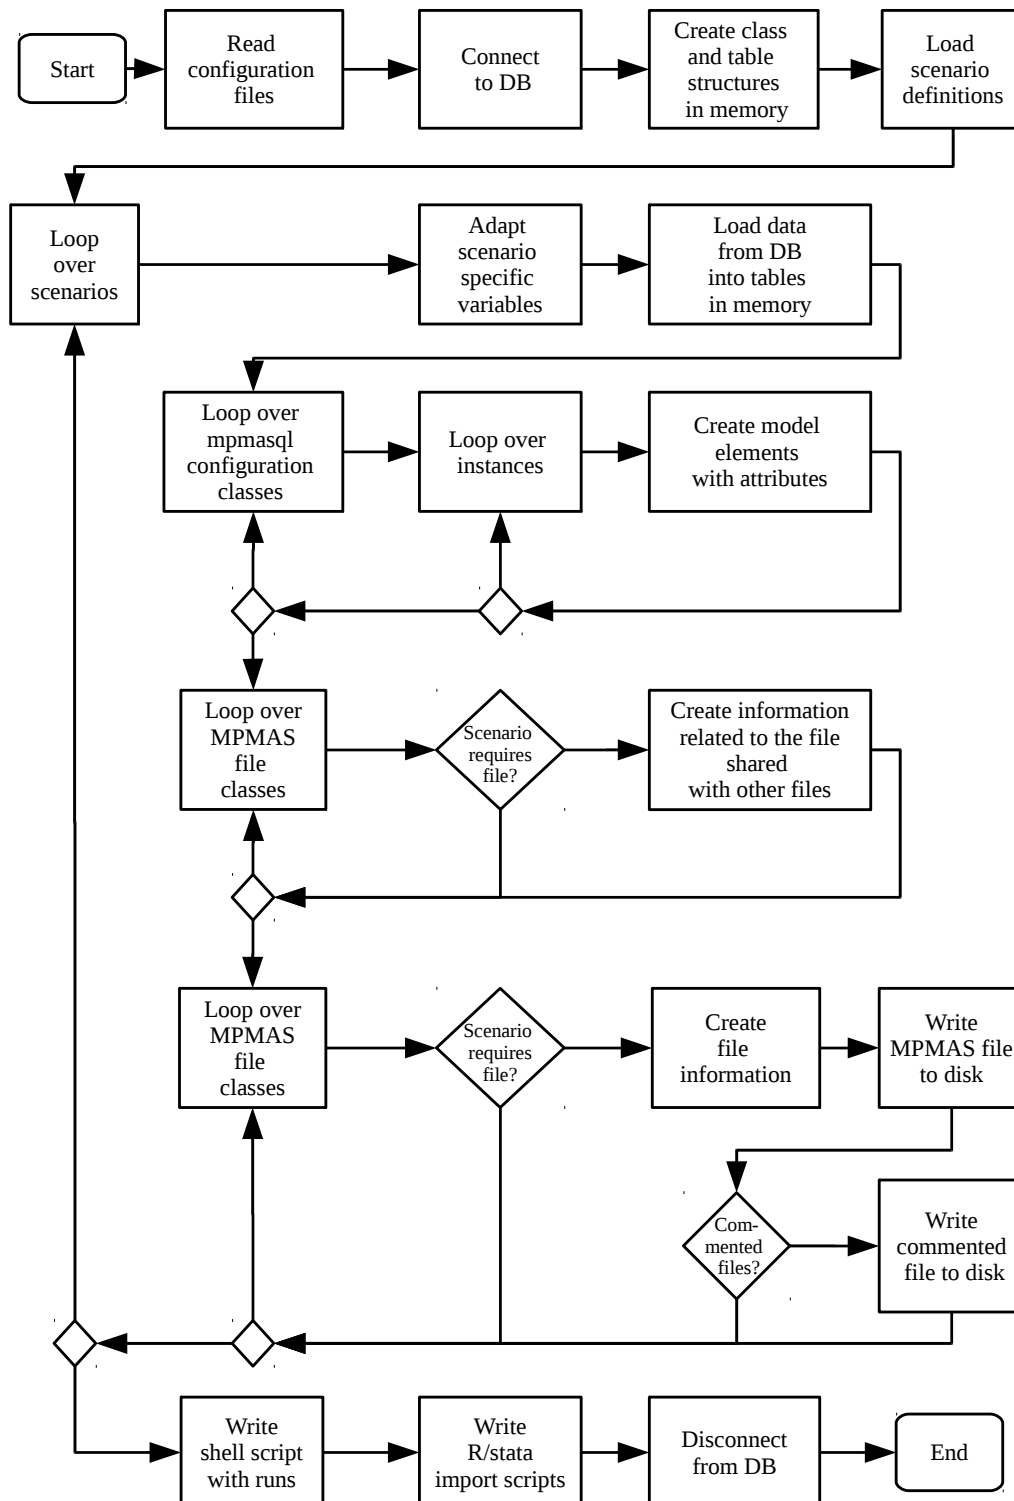 Start
Read
configuration
files
Connect
to DB
Create class
and table
structures
in memory
Load
scenario
definitions
Loop
over
scenarios
Adapt
scenario
specific
variables
Load data
from DB
into tables
in memory
Loop over
mpmasql
configuration
classes
Loop over
instances
Create model
elements
with attributes
Loop over
MPMAS
file
classes
Scenario
requires
file?
Create information
related to the file
shared
with other files
Loop over
MPMAS
file
classes
Scenario
requires
file?
Create
file
information
Write
MPMAS file
to disk
Com-
mented
files?
Write
commented
file to disk
Write
shell script
with runs
Write
R/stata
import scripts
Disconnect
from DB
End